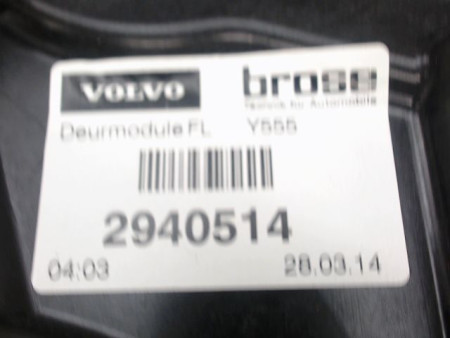 VOLVO brose
Technik für Automobile
Deurmodule FL Y555
2940514
04:03 28.03.14